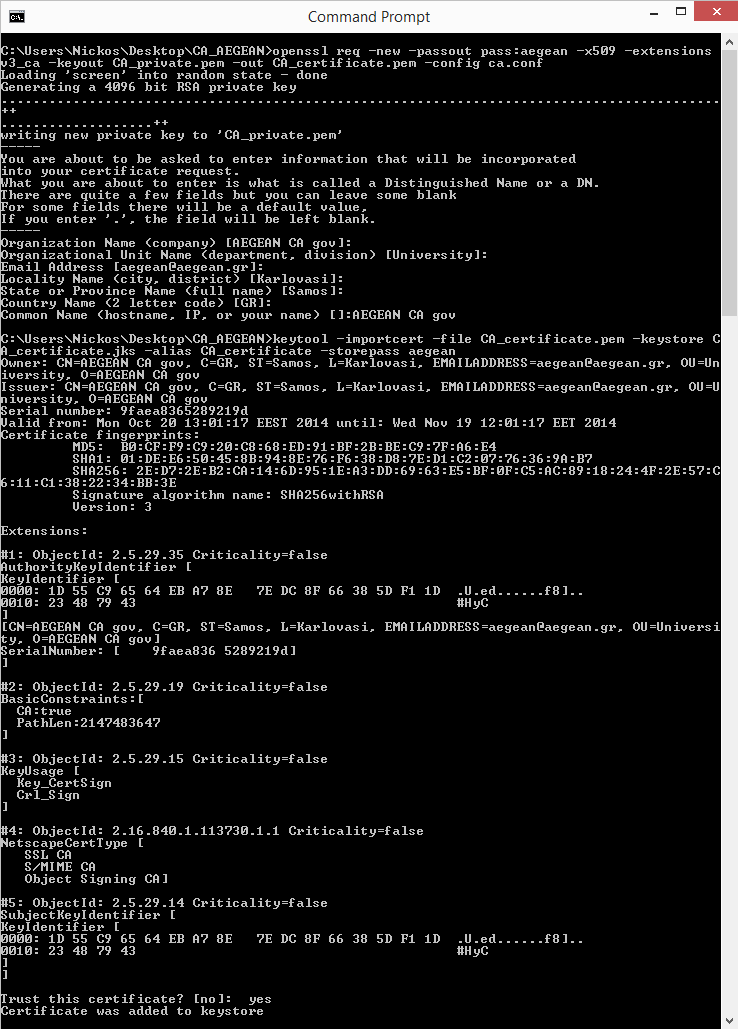 Command Prompt
C:\Users\Nickos\Desktop\CA_AEGEAN>openssl req -new -passout pass:aegean -x509 -extensions
v3_ca -keyout CA_private.pem -out CA_certificate.pem -config ca.conf
Loading 'screen' into random state - done
Generating a 4096 bit RSA private key
..........................................................................................
++
...................++
writing new private key to 'CA_private.pem'
-----
You are about to be asked to enter information that will be incorporated
into your certificate request.
What you are about to enter is what is called a Distinguished Name or a DN.
There are quite a few fields but you can leave some blank
For some fields there will be a default value,
If you enter '.', the field will be left blank.
-----
Organization Name (company) [AEGEAN CA gov]:
Organizational Unit Name (department, division) [University]:
Email Address [aegean@aegean.gr]:
Locality Name (city, district) [Karlovasi]:
State or Province Name (full name) [Samos]:
Country Name (2 letter code) [GR]:
Common Name (hostname, IP, or your name) []:AEGEAN CA gov
C:\Users\Nickos\Desktop\CA_AEGEAN>keytool -importcert -file CA_certificate.pem -keystore C
A_certificate.jks -alias CA_certificate -storepass aegean
Owner: CN=AEGEAN CA gov, C=GR, ST=Samos, L=Karlovasi, EMAILADDRESS=aegean@aegean.gr, OU=Un
iversity, O=AEGEAN CA gov
Issuer: CN=AEGEAN CA gov, C=GR, ST=Samos, L=Karlovasi, EMAILADDRESS=aegean@aegean.gr, OU=U
niversity, O=AEGEAN CA gov
Serial number: 9faea8365289219d
Valid from: Mon Oct 20 13:01:17 EEST 2014 until: Wed Nov 19 12:01:17 EET 2014
Certificate fingerprints:
MD5:  B0:CF:F9:C9:20:C8:68:ED:91:BF:2B:BE:C9:7F:A6:E4
SHA1: 01:DE:E6:50:45:8B:94:8E:76:F6:38:D8:7E:D1:C2:07:76:36:9A:B7
SHA256: 2E:D7:2E:B2:CA:14:6D:95:1E:A3:DD:69:63:E5:BF:0F:C5:AC:89:18:24:4F:2E:57:C
6:11:C1:38:22:34:BB:3E
Signature algorithm name: SHA256withRSA
Version: 3
Extensions:
#1: ObjectId: 2.5.29.35 Criticality=false
AuthorityKeyIdentifier [
KeyIdentifier [
0000: 1D 55 C9 65 64 EB A7 8E   7E DC 8F 66 38 5D F1 1D  .U.ed......f8]..
0010: 23 48 79 43                                        #HyC
]
[CN=AEGEAN CA gov, C=GR, ST=Samos, L=Karlovasi, EMAILADDRESS=aegean@aegean.gr, OU=Universi
ty, O=AEGEAN CA gov]
SerialNumber: [    9faea836 5289219d]
]
#2: ObjectId: 2.5.29.19 Criticality=false
BasicConstraints:[
CA:true
PathLen:2147483647
]
#3: ObjectId: 2.5.29.15 Criticality=false
KeyUsage [
Key_CertSign
Crl_Sign
]
#4: ObjectId: 2.16.840.1.113730.1.1 Criticality=false
NetscapeCertType [
SSL CA
S/MIME CA
Object Signing CA]
#5: ObjectId: 2.5.29.14 Criticality=false
SubjectKeyIdentifier [
KeyIdentifier [
0000: 1D 55 C9 65 64 EB A7 8E   7E DC 8F 66 38 5D F1 1D  .U.ed......f8]..
0010: 23 48 79 43                                        #HyC
]
]
Trust this certificate? [no]:  yes
Certificate was added to keystore